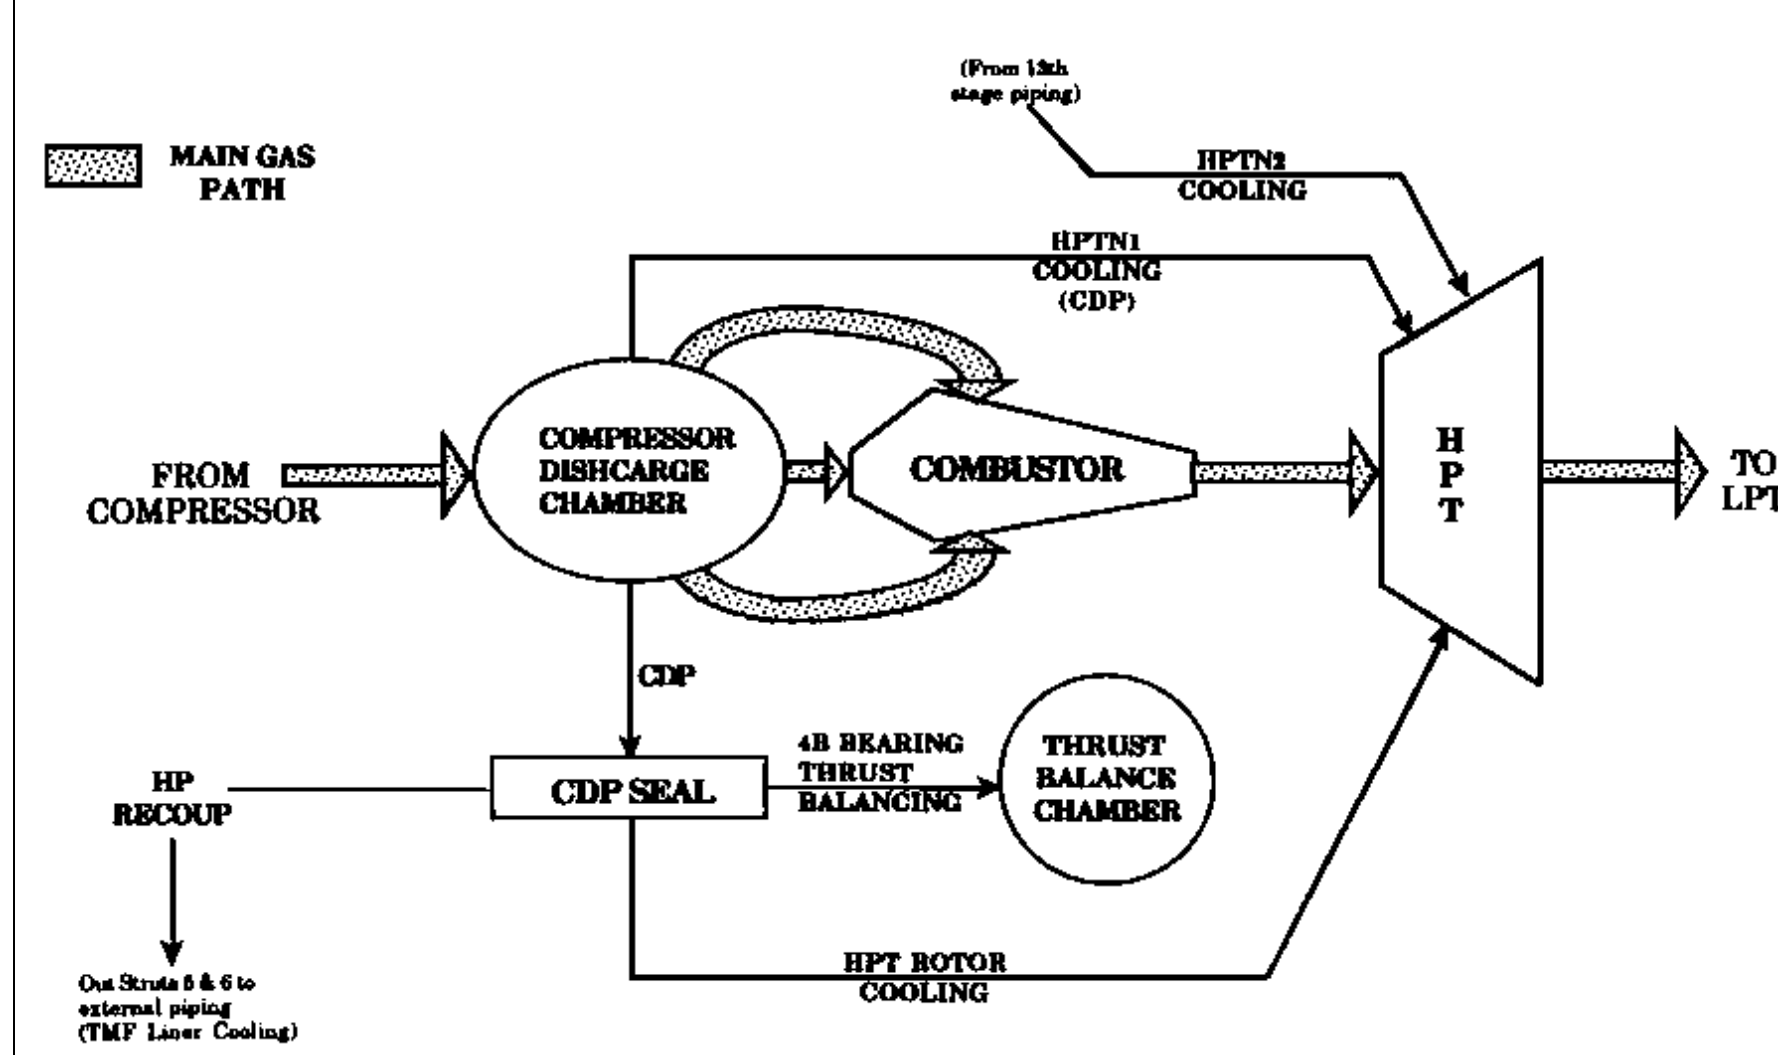 (From 13th
stage piping)
MAIN GAS
PATH
HPTN2
COOLING
HPTN1
COOLING
(CDP)
COMPRESSOR
DISHCARGE
CHAMBER
COMBUSTOR
H
P
T
FROM
COMPRESSOR
TO
LPT
CDP
4B BEARING
THRUST
BALANCING
THRUST
BALANCE
CHAMBER
HP
RECOUP
CDP SEAL
HPT ROTOR
COOLING
Out Struts 5 & 6 to
external piping
(TMF Liner Cooling)